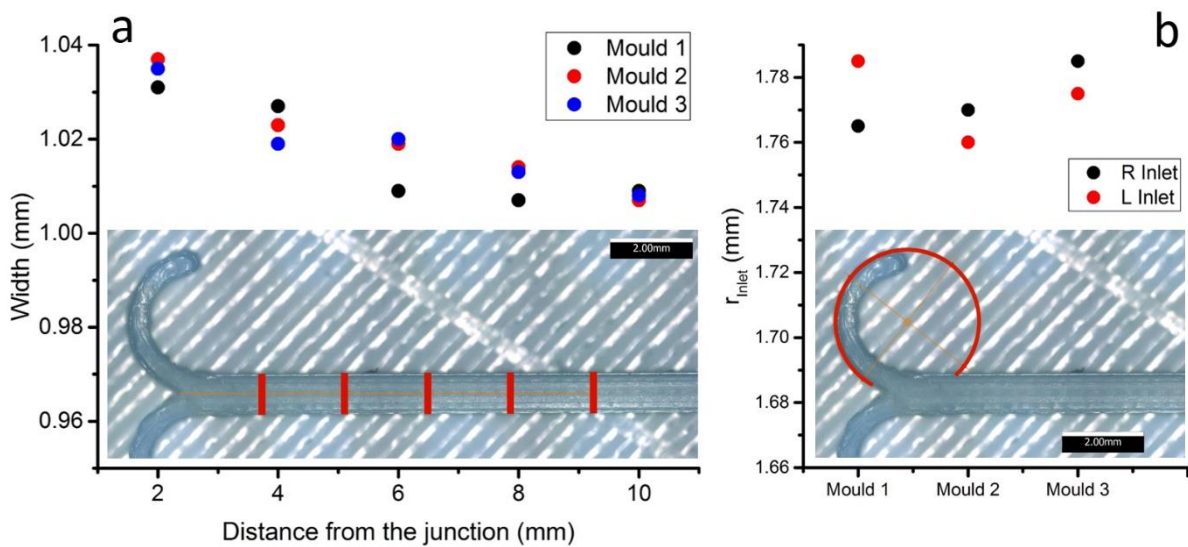 a
Width (mm)
1.04
1.02
1.00
0.98
0.96
Mould 1
Mould 2
Mould 3
2.00mm
2 4 6 8 10
Distance from the junction (mm)
b
r_Inlet (mm)
1.78
1.76
1.74
1.72
1.70
1.68
1.66
R Inlet
L Inlet
2.00mm
Mould 1 Mould 2 Mould 3